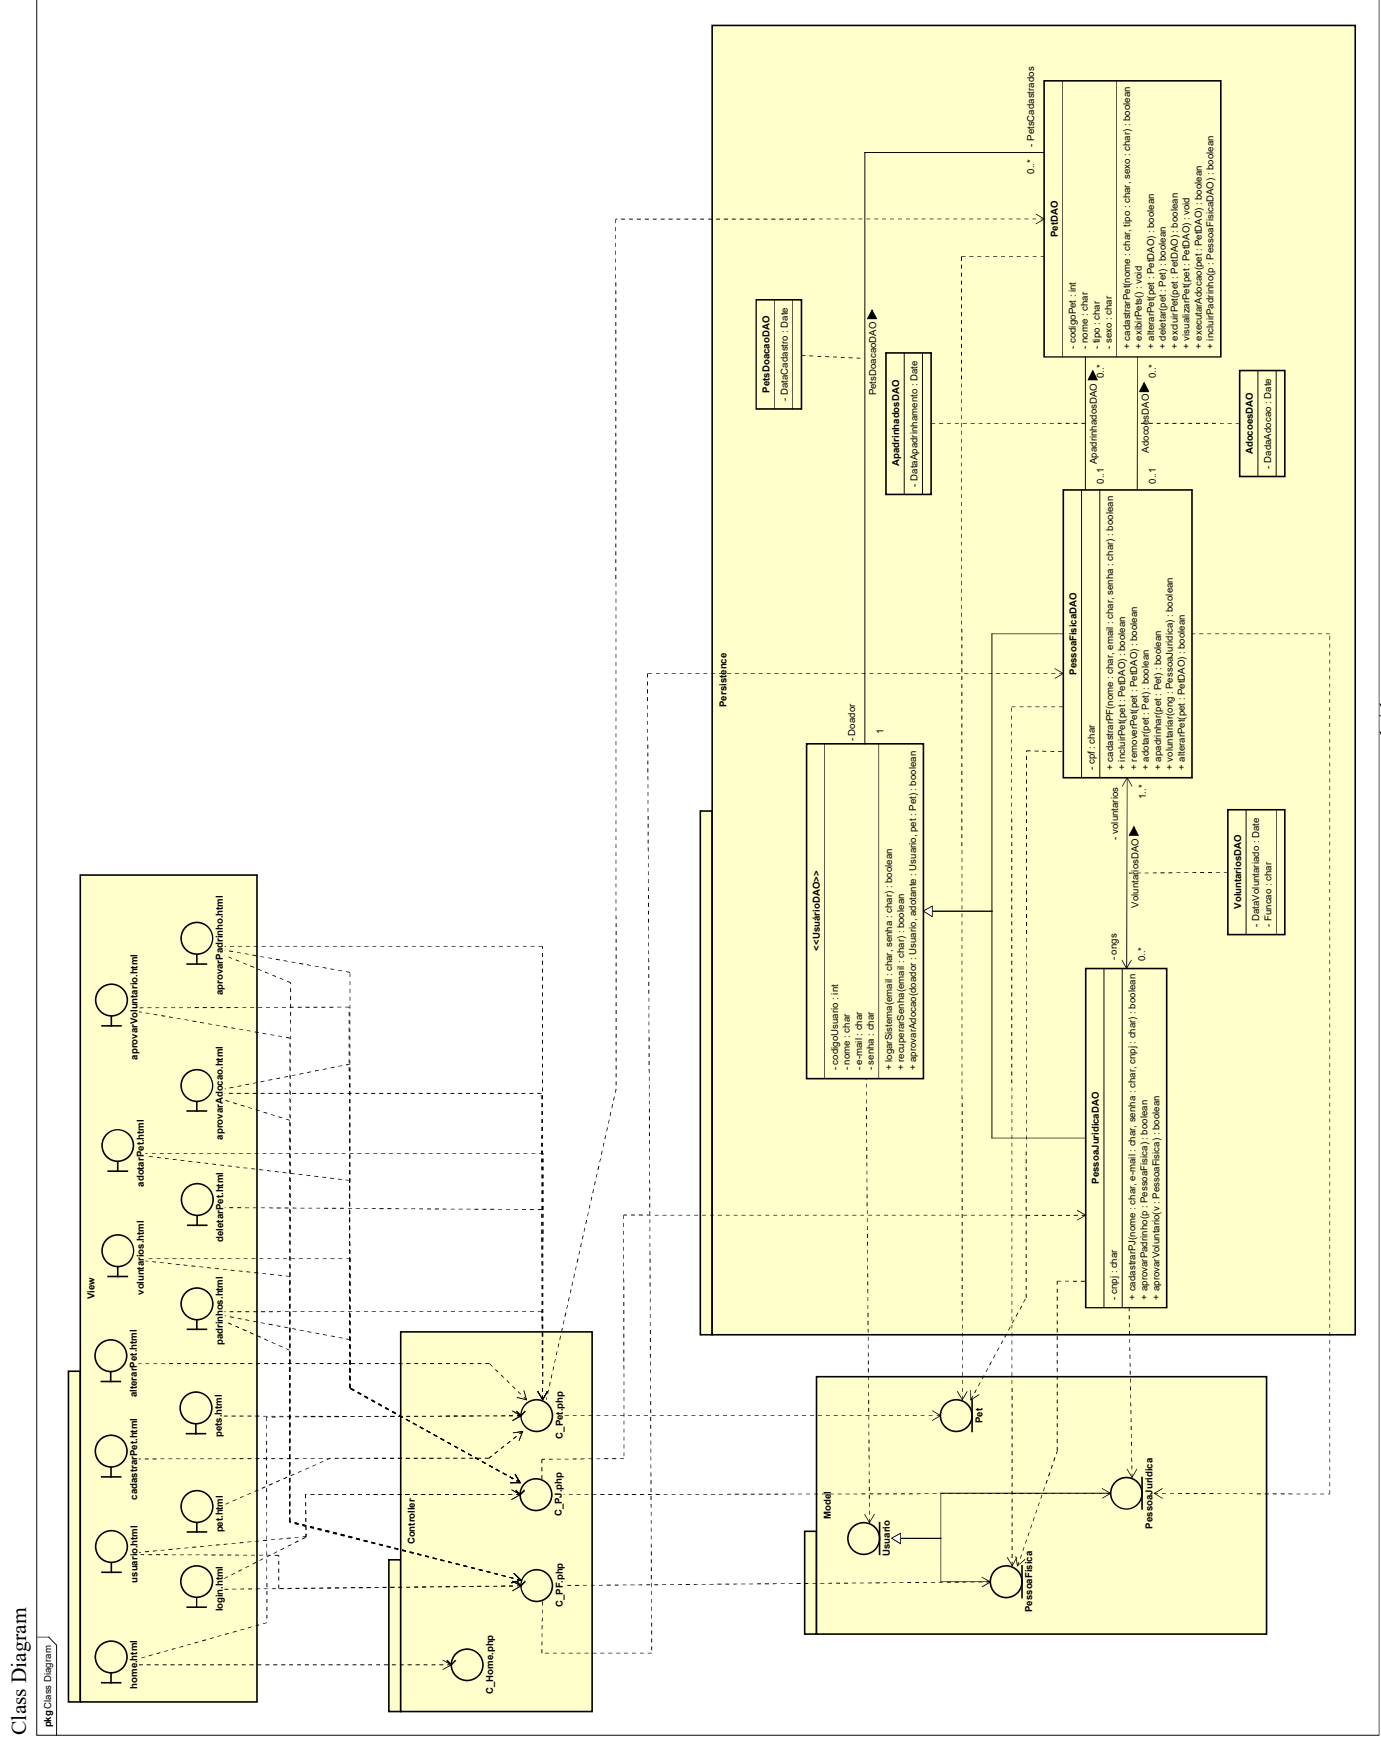 Class Diagram
pkg Class Diagram
View
home.html
usuario.html
cadastrarPet.html
alterarPet.html
voluntarios.html
adotarPet.html
aprovarVoluntario.html
login.html
pet.html
pets.html
padrinhos.html
deletarPet.html
aprovarAdocao.html
aprovarPadrinho.html
Controller
C_Home.php
C_PF.php
C_PJ.php
C_Pet.php
Model
Usuario
PessoaFisica
PessoaJuridica
Pet
Persistence
<<UsuárioDAO>>
- codigoUsuario : int
- nome : char
- e-mail : char
- senha : char
+ logarSistema(email : char, senha : char) : boolean
+ recuperarSenha(email : char) : boolean
+ aprovarAdocao(doador : Usuario, adotante : Usuario, pet : Pet) : boolean
- Doador
1
PetsDoacaoDAO
0..*
- PetsCadastrados
PetsDoacaoDAO
- DataCadastro : Date
ApadrinhadosDAO
- DataApadrinhamento : Date
PessoaJuridicaDAO
- cnpj : char
+ cadastrarPJ(nome : char, e-mail : char, senha : char, cnpj : char) : boolean
+ aprovarPadrinho(p : PessoaFisica) : boolean
+ aprovarVoluntario(v : PessoaFisica) : boolean
- ongs
0..*
VoluntariosDAO
- voluntarios
1..*
VoluntariosDAO
- DataVoluntariado : Date
- Funcao : char
PessoaFisicaDAO
- cpf : char
+ cadastrarPF(nome : char, email : char, senha : char) : boolean
+ incluirPet(pet : PetDAO) : boolean
+ removerPet(pet : PetDAO) : boolean
+ adotar(pet : Pet) : boolean
+ apadrinhar(pet : Pet) : boolean
+ voluntariar(ong : PessoaJuridica) : boolean
+ alterarPet(pet : PetDAO) : boolean
0..1
ApadrinhadosDAO
0..*
0..1
AdocoesDAO
0..*
AdocoesDAO
- DadaAdocao : Date
PetDAO
- codigoPet : int
- nome : char
- tipo : char
- sexo : char
+ cadastrarPet(nome : char, tipo : char, sexo : char) : boolean
+ exibirPets() : void
+ alterarPet(pet : PetDAO) : boolean
+ deletar(pet : Pet) : boolean
+ excluirPet(pet : PetDAO) : boolean
+ visualizarPet(pet : PetDAO) : void
+ executarAdocao(pet : PetDAO) : boolean
+ incluirPadrinho(p : PessoaFisicaDAO) : boolean